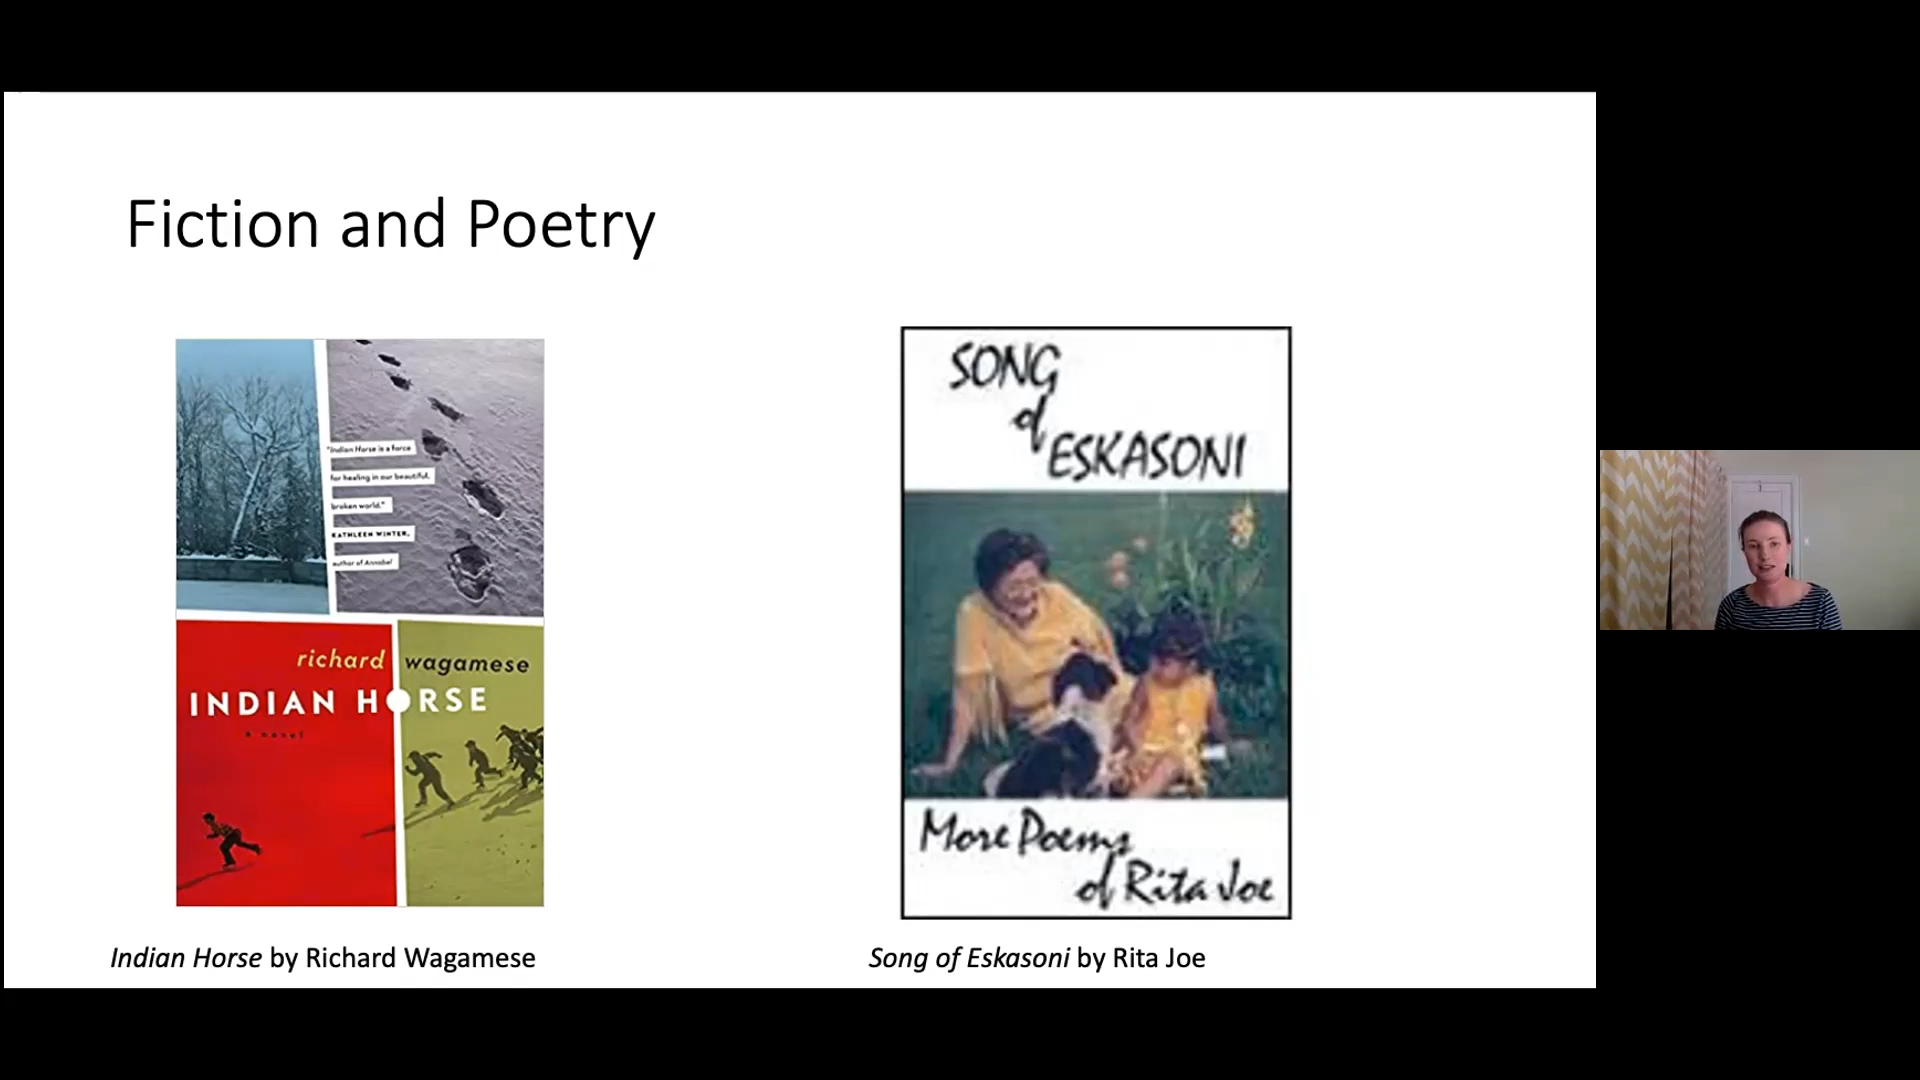 Fiction and Poetry
"Indian Horse is a force
for healing in our beautiful,
broken world."
KATHLEEN WINTER,
author of Annabel
richard wagamese
INDIAN HORSE
a novel
Indian Horse by Richard Wagamese
SONG
of
ESKASONI
More Poems
of Rita Joe
Song of Eskasoni by Rita Joe